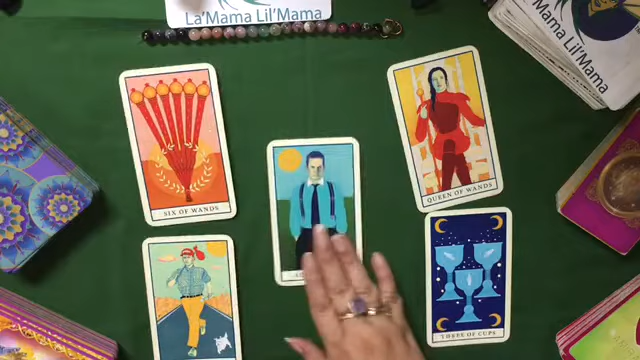 La'Mama Lil'Mama
Mama Lil'Mama
SIX OF WANDS
QUEEN OF WANDS
THREE OF CUPS